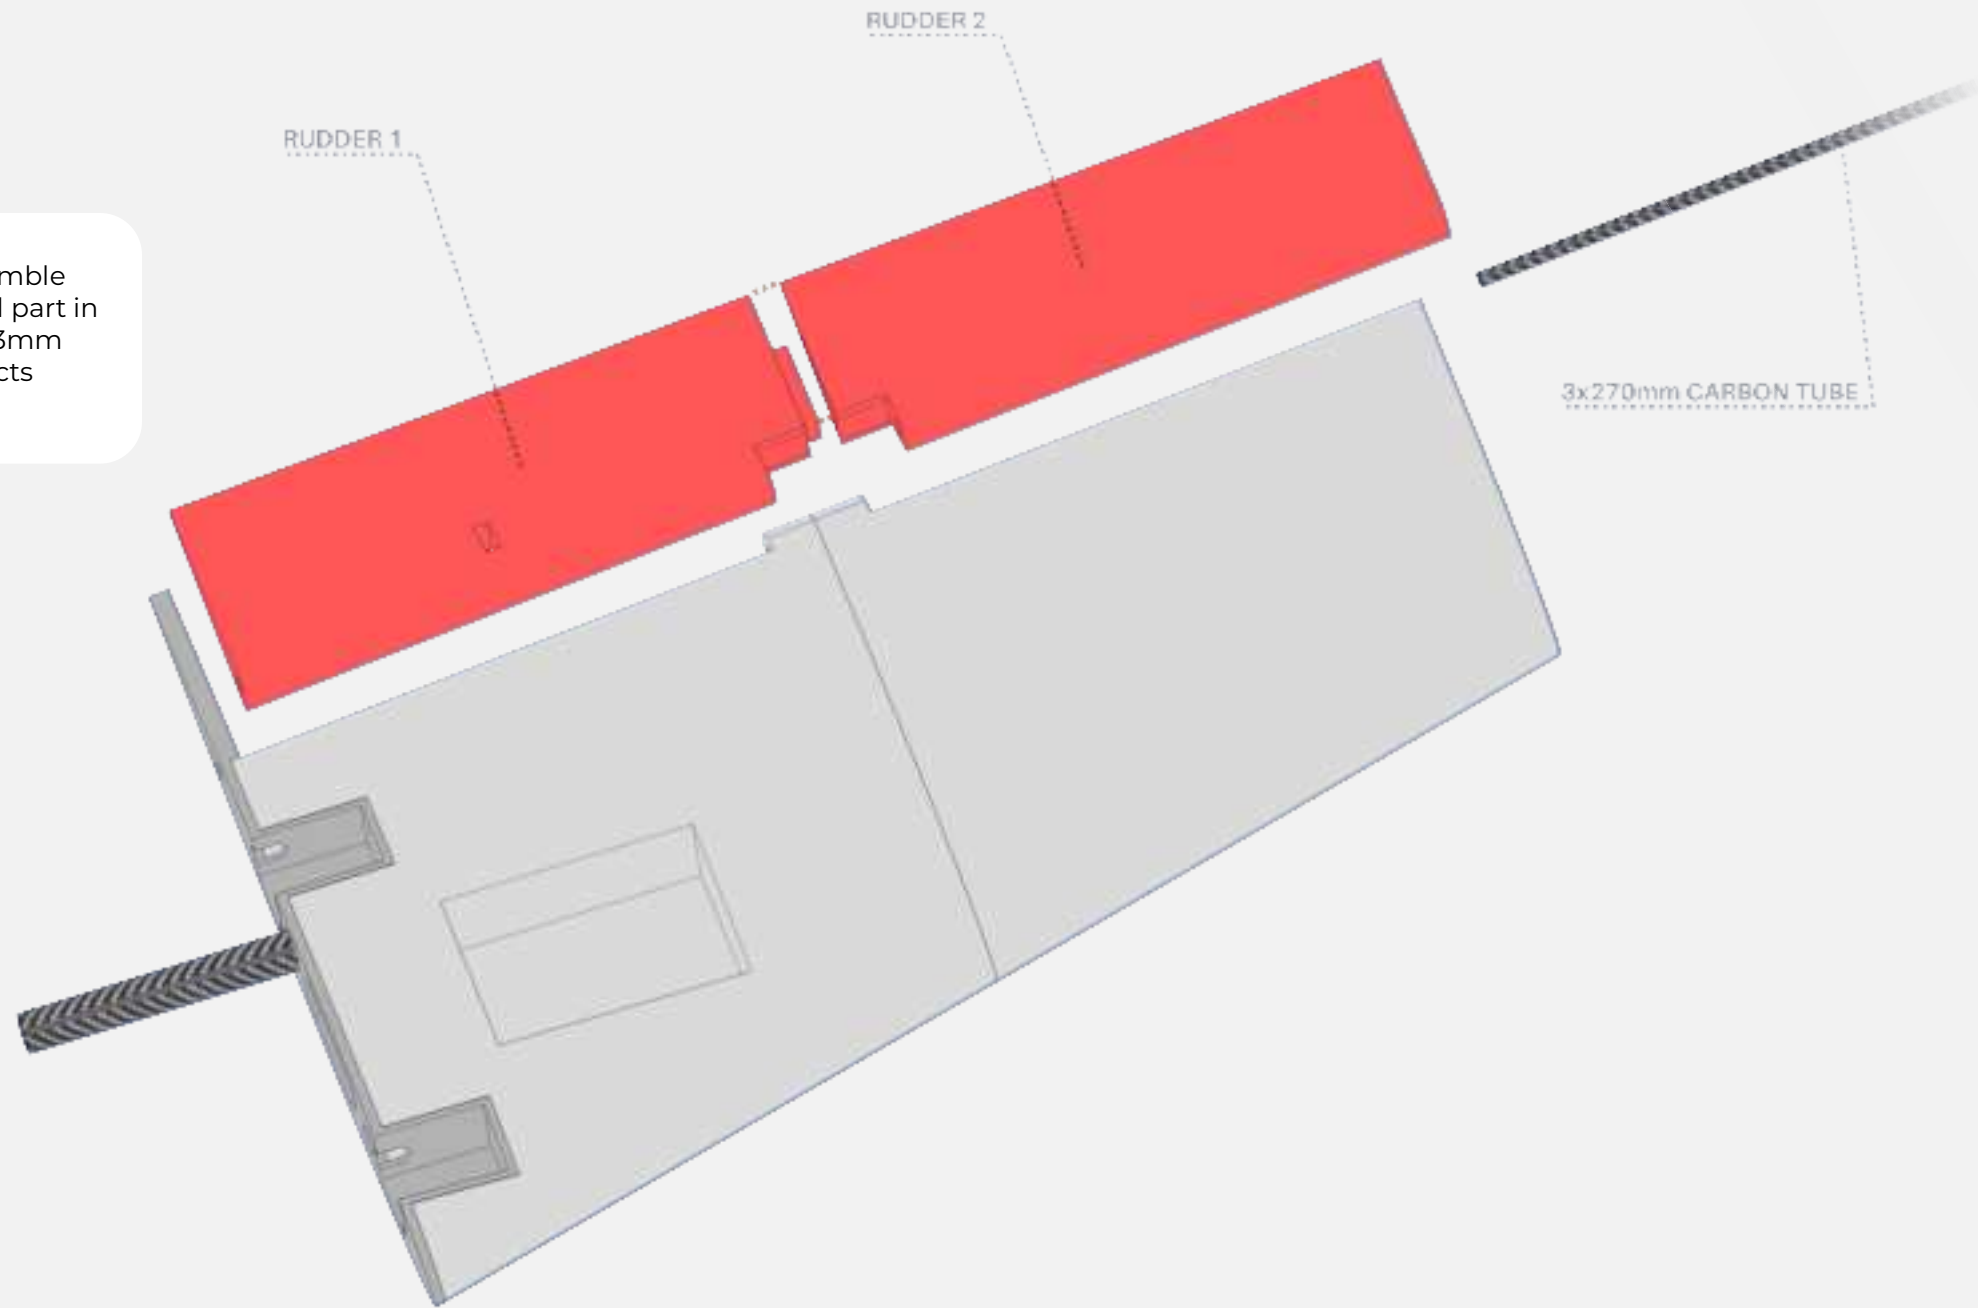 RUDDER 2
RUDDER 1
mble
part in
3mm
cts
3x270mm CARBON TUBE